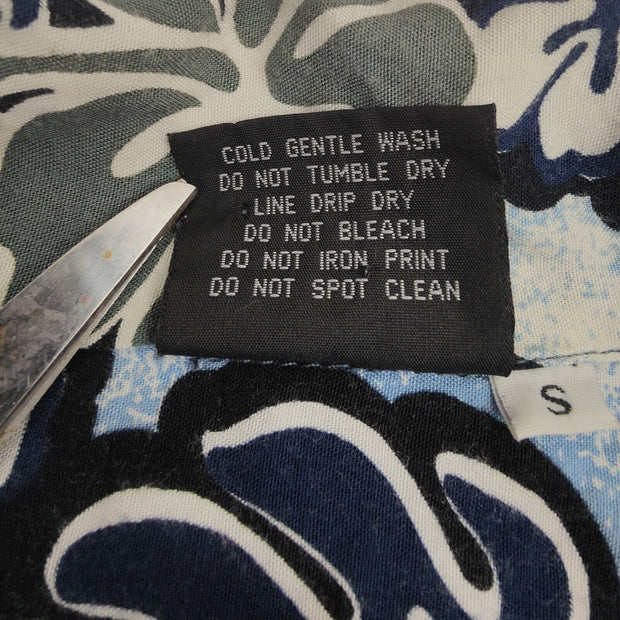 COLD GENTLE WASH
DO NOT TUMBLE DRY
LINE DRIP DRY
DO NOT BLEACH
DO NOT IRON PRINT
DO NOT SPOT CLEAN
S